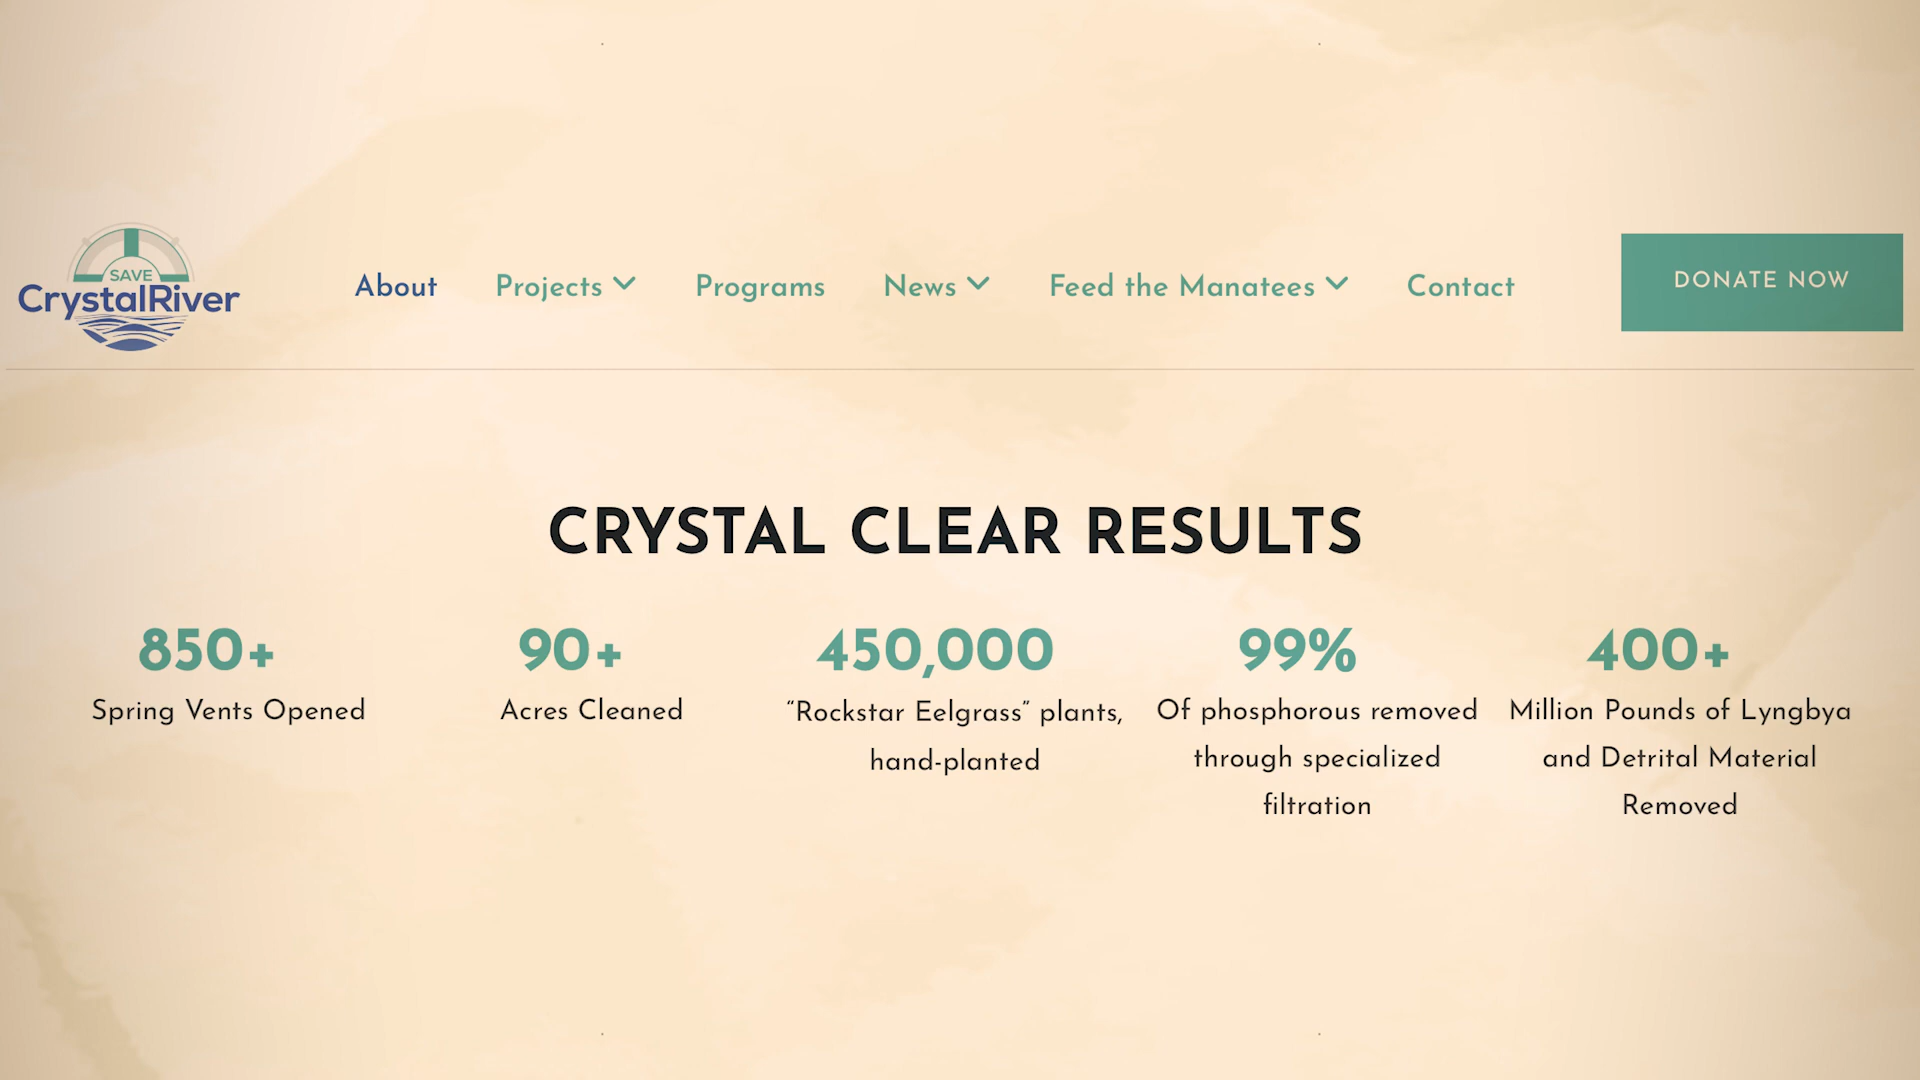 SAVE
CrystalRiver
About
Projects
Programs
News
Feed the Manatees
Contact
DONATE NOW
CRYSTAL CLEAR RESULTS
850+
Spring Vents Opened
90+
Acres Cleaned
450,000
“Rockstar Eelgrass” plants,
hand-planted
99%
Of phosphorous removed
through specialized
filtration
400+
Million Pounds of Lyngbya
and Detrital Material
Removed